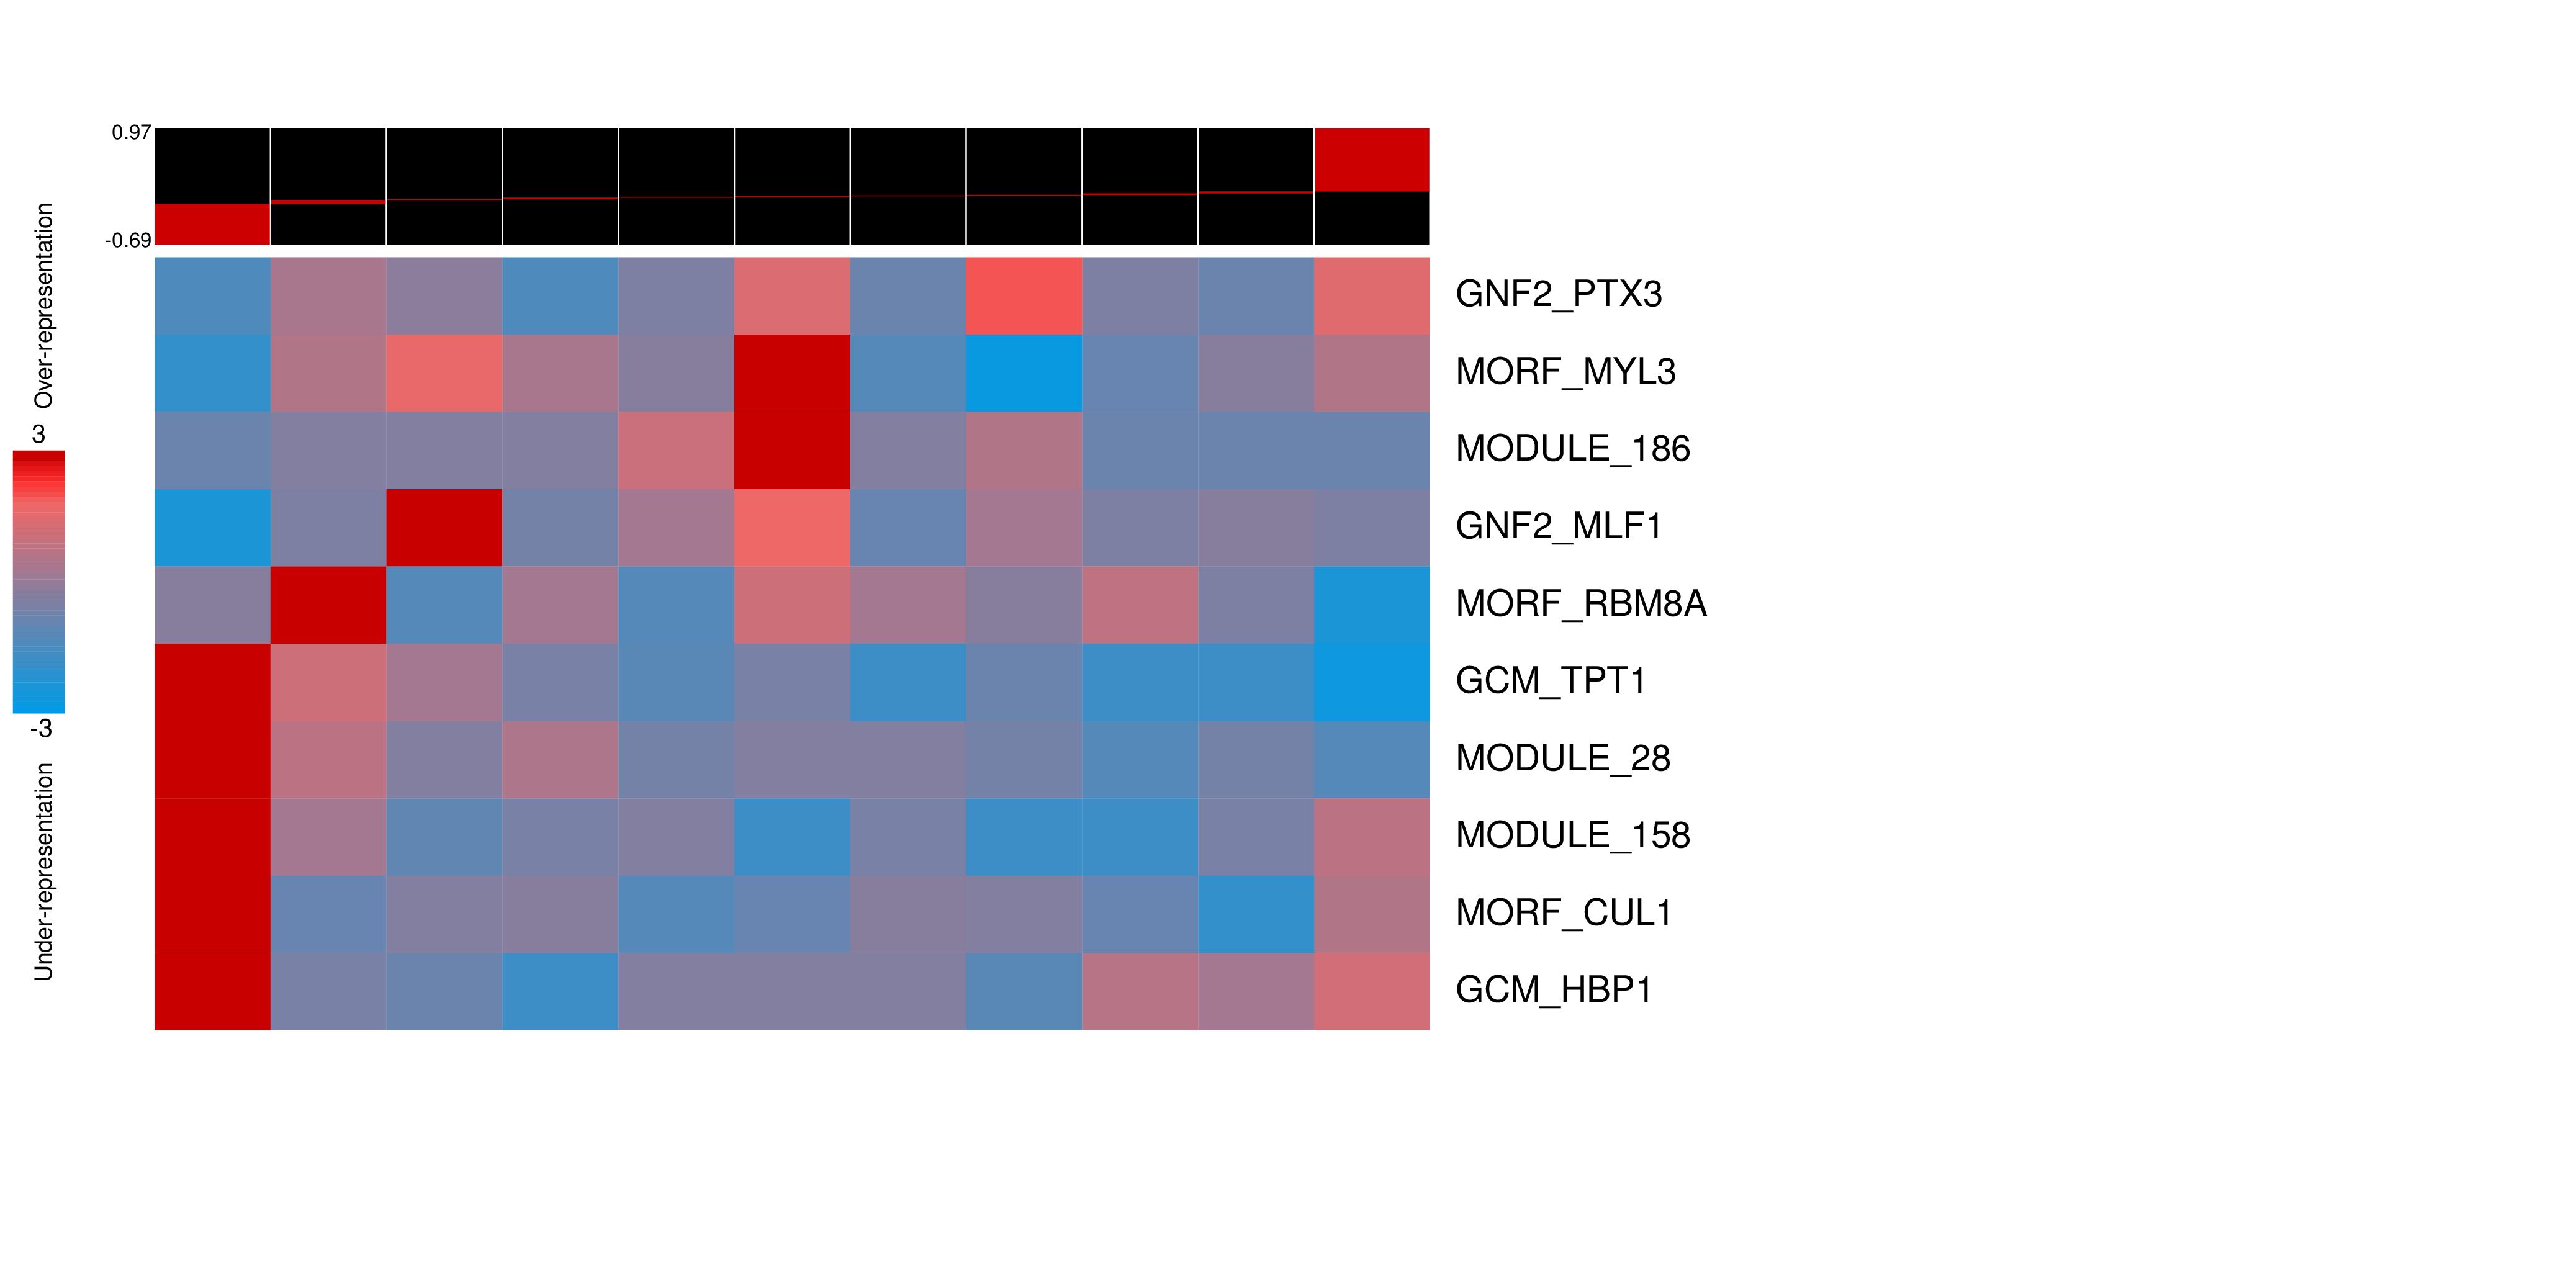 0.97
-0.69
Over-representation
3
-3
Under-representation
GNF2_PTX3
MORF_MYL3
MODULE_186
GNF2_MLF1
MORF_RBM8A
GCM_TPT1
MODULE_28
MODULE_158
MORF_CUL1
GCM_HBP1